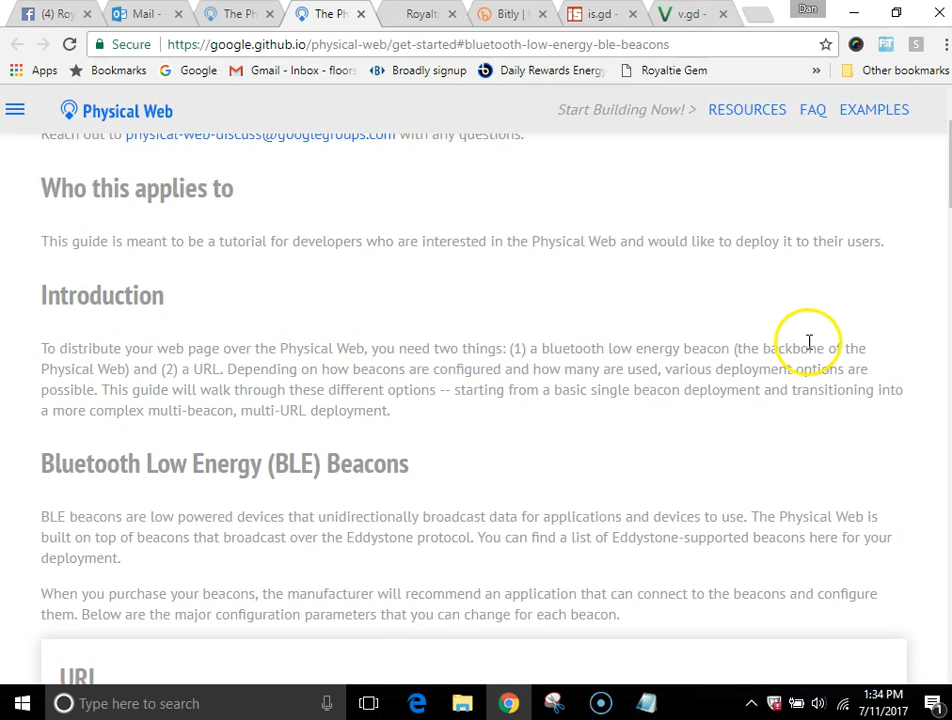 (4) Roy
Mail -
The Ph
The Ph
Royalti
Bitly |
is.gd -
v.gd -
Dan
Secure
https://google.github.io/physical-web/get-started#bluetooth-low-energy-ble-beacons
Apps
Bookmarks
Google
Gmail - Inbox - floors
Broadly signup
Daily Rewards Energy
Royaltie Gem
»
Other bookmarks
Physical Web
Start Building Now! >
RESOURCES
FAQ
EXAMPLES
Reach out to physical-web-discuss@googlegroups.com with any questions.
Who this applies to
This guide is meant to be a tutorial for developers who are interested in the Physical Web and would like to deploy it to their users.
Introduction
To distribute your web page over the Physical Web, you need two things: (1) a bluetooth low energy beacon (the backbone of the
Physical Web) and (2) a URL. Depending on how beacons are configured and how many are used, various deployment options are
possible. This guide will walk through these different options -- starting from a basic single beacon deployment and transitioning into
a more complex multi-beacon, multi-URL deployment.
Bluetooth Low Energy (BLE) Beacons
BLE beacons are low powered devices that unidirectionally broadcast data for applications and devices to use. The Physical Web is
built on top of beacons that broadcast over the Eddystone protocol. You can find a list of Eddystone-supported beacons here for your
deployment.
When you purchase your beacons, the manufacturer will recommend an application that can connect to the beacons and configure
them. Below are the major configuration parameters that you can change for each beacon.
URL
Type here to search
1:34 PM
7/11/2017